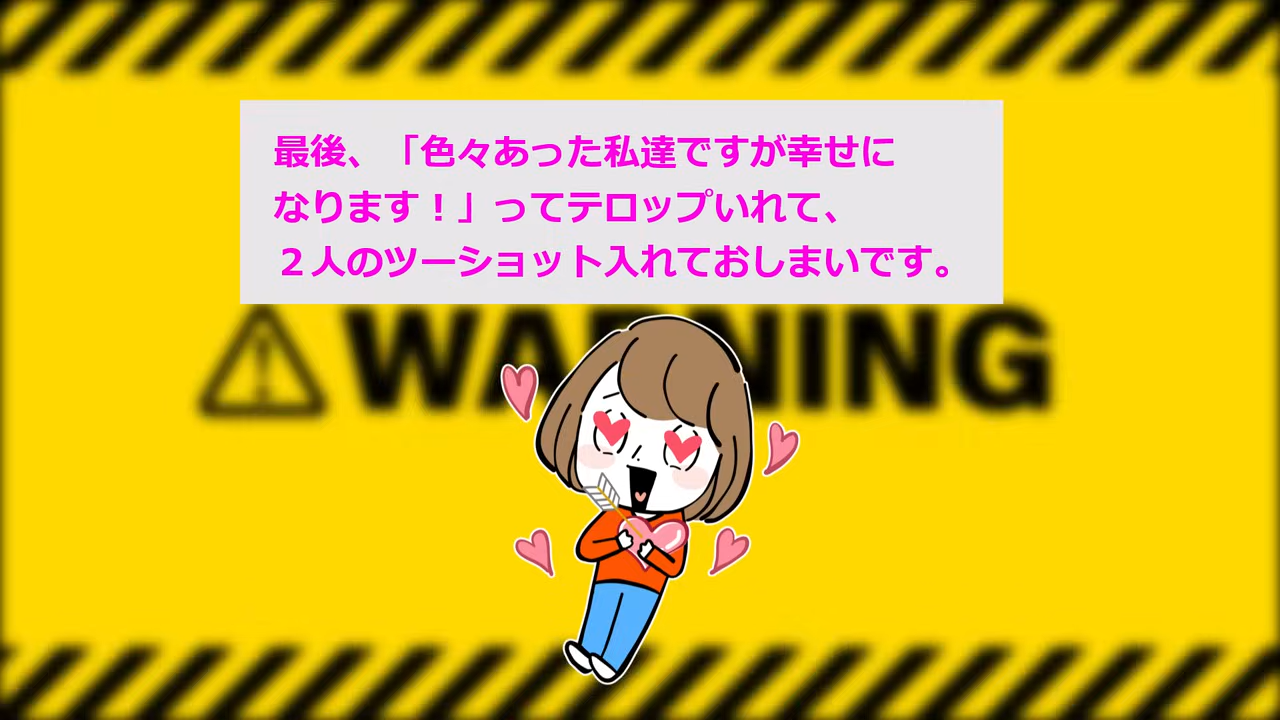 最後、「色々あった私達ですが幸せに
なります！」ってテロップいれて、
２人のツーショット入れておしまいです。
WARNING